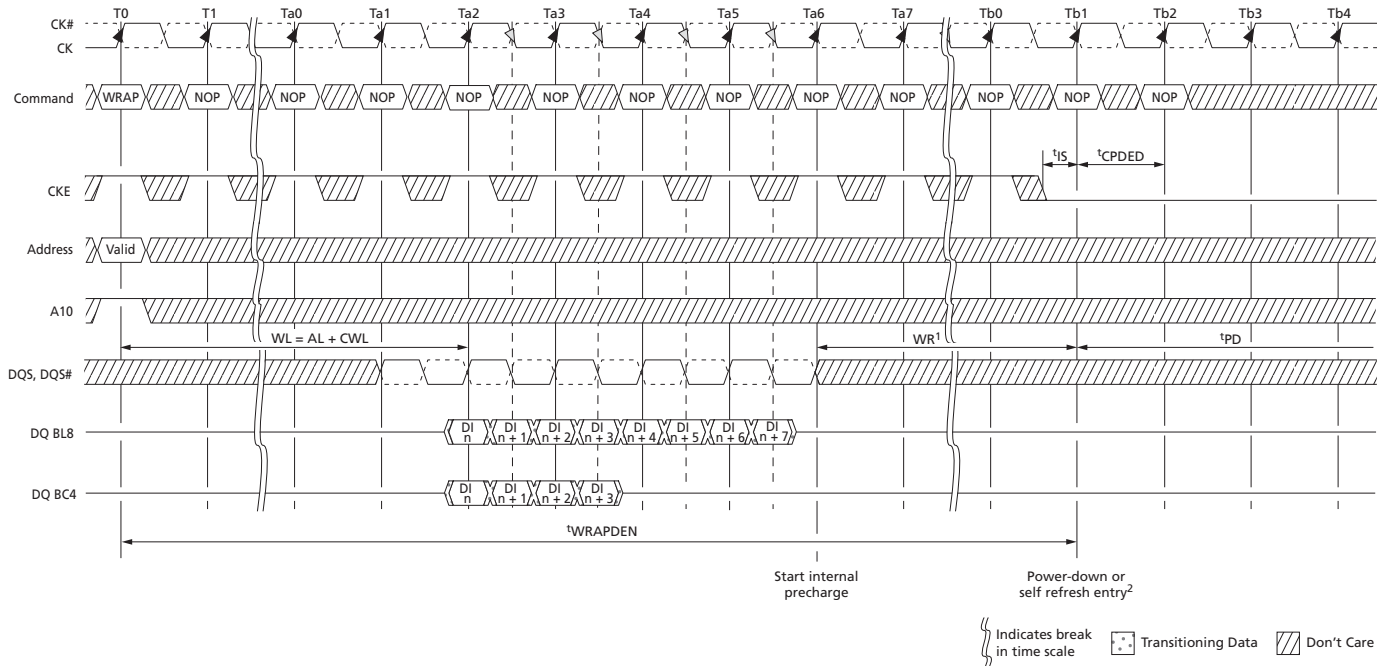 T0 T1 Ta0 Ta1 Ta2 Ta3 Ta4 Ta5 Ta6 Ta7 Tb0 Tb1 Tb2 Tb3 Tb4
CK#
CK
Command WRAP NOP NOP NOP NOP NOP NOP NOP NOP NOP NOP NOP NOP
tIS tCPDED
CKE
Address Valid
A10
WL = AL + CWL WR1 tPD
DQS, DQS#
DQ BL8 DI n DI n + 1 DI n + 2 DI n + 3 DI n + 4 DI n + 5 DI n + 6 DI n + 7
DQ BC4 DI n DI n + 1 DI n + 2 DI n + 3
tWRAPDEN
Start internal
precharge
Power-down or
self refresh entry2
Indicates break
in time scale
Transitioning Data
Don't Care